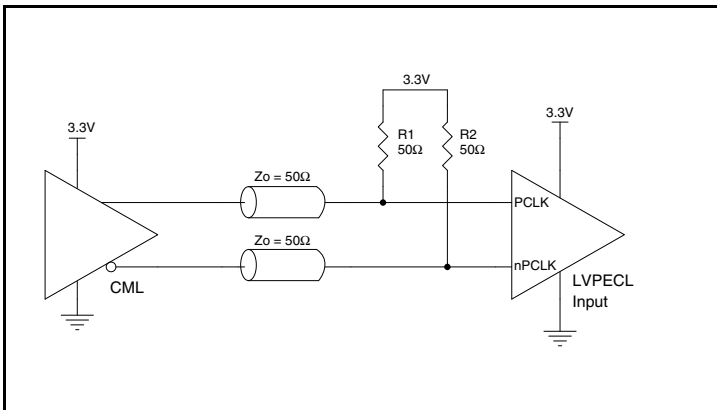 3.3V
3.3V
3.3V
R1
50Ω
R2
50Ω
Zo = 50Ω
PCLK
Zo = 50Ω
nPCLK
CML
LVPECL
Input